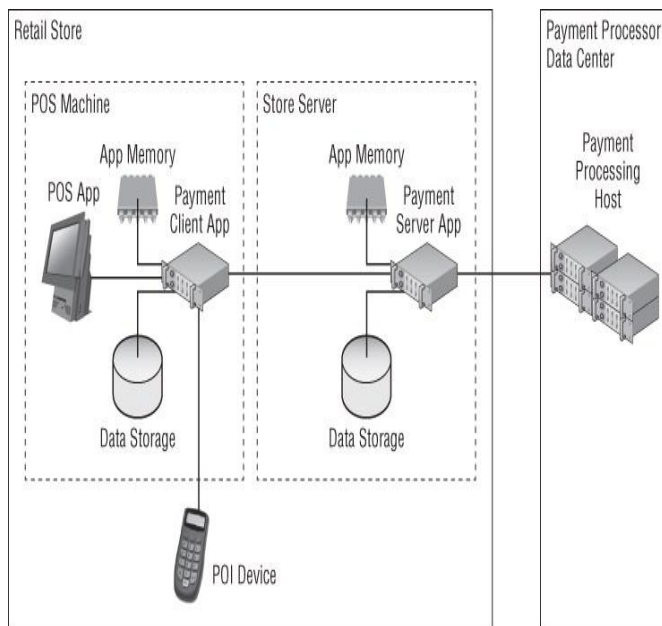 Retail Store
Payment Processor
Data Center
POS Machine
Store Server
App Memory
POS App
Payment
Client App
App Memory
Payment
Server App
Payment
Processing
Host
Data Storage
Data Storage
POI Device